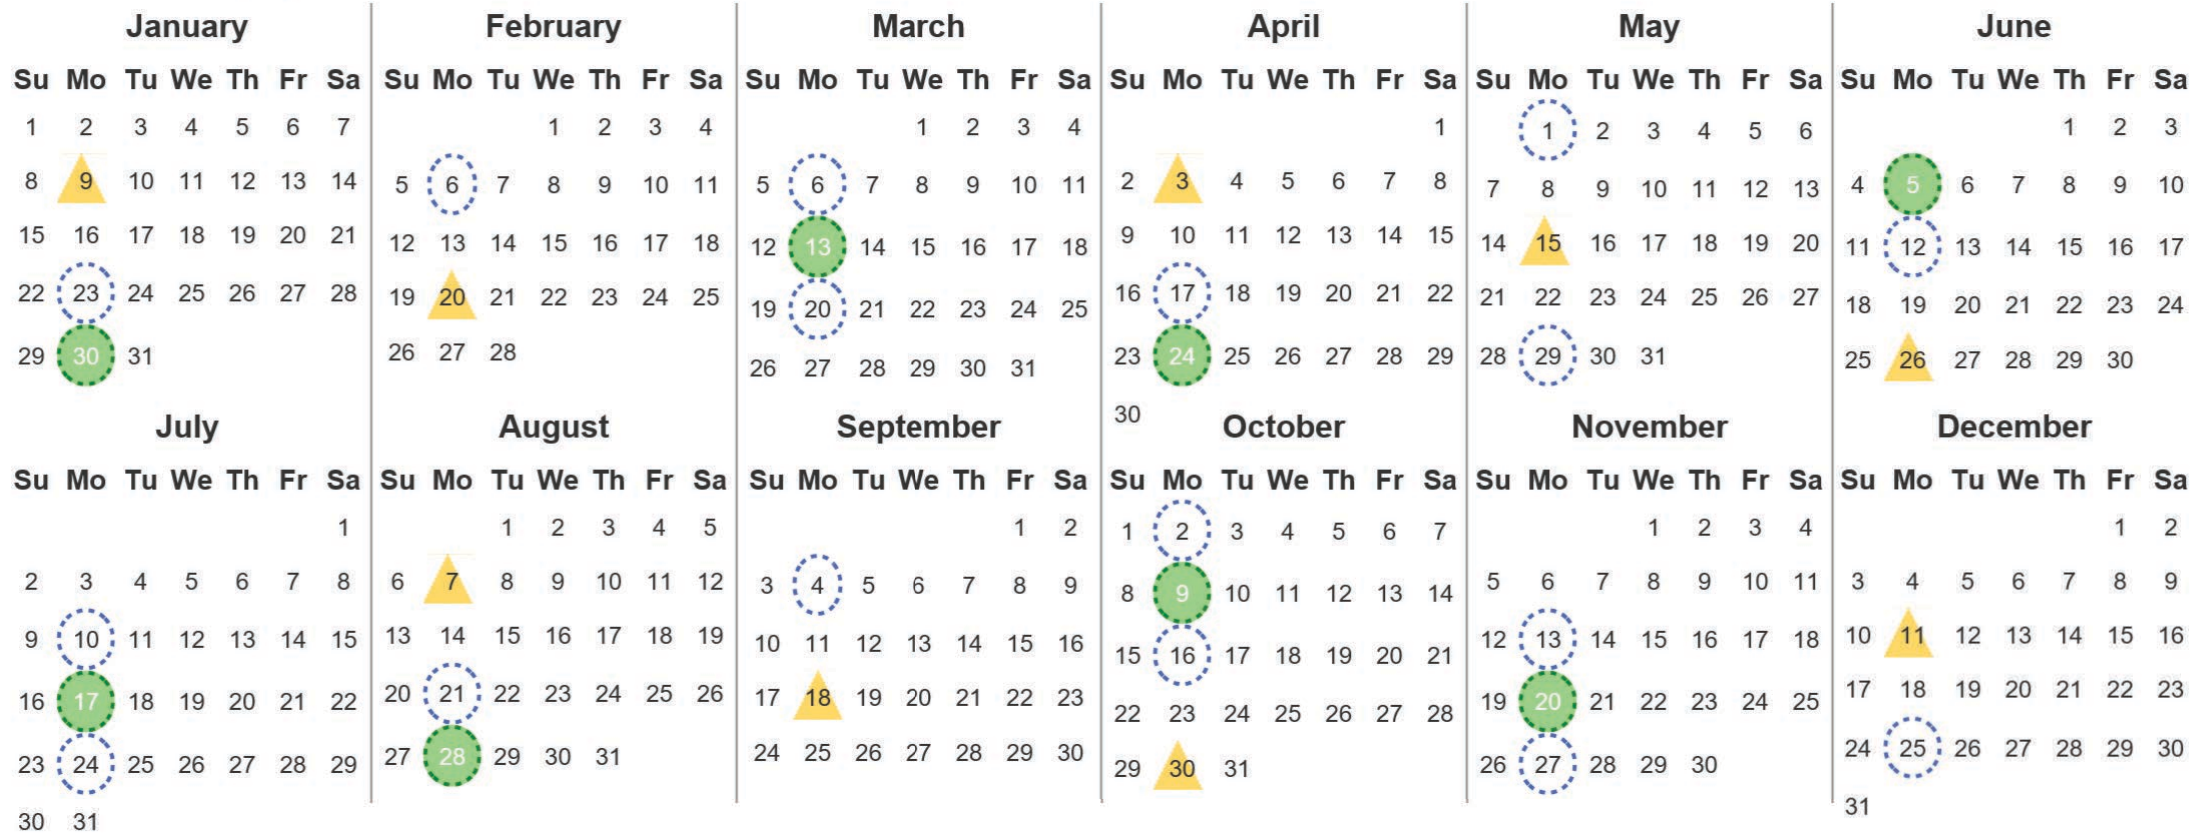 January
Su Mo Tu We Th Fr Sa
1 2 3 4 5 6 7
8 9 10 11 12 13 14
15 16 17 18 19 20 21
22 23 24 25 26 27 28
29 30 31
February
Su Mo Tu We Th Fr Sa
1 2 3 4
5 6 7 8 9 10 11
12 13 14 15 16 17 18
19 20 21 22 23 24 25
26 27 28
March
Su Mo Tu We Th Fr Sa
1 2 3 4
5 6 7 8 9 10 11
12 13 14 15 16 17 18
19 20 21 22 23 24 25
26 27 28 29 30 31
April
Su Mo Tu We Th Fr Sa
1
2 3 4 5 6 7 8
9 10 11 12 13 14 15
16 17 18 19 20 21 22
23 24 25 26 27 28 29
30
May
Su Mo Tu We Th Fr Sa
1 2 3 4 5 6
7 8 9 10 11 12 13
14 15 16 17 18 19 20
21 22 23 24 25 26 27
28 29 30 31
June
Su Mo Tu We Th Fr Sa
1 2 3
4 5 6 7 8 9 10
11 12 13 14 15 16 17
18 19 20 21 22 23 24
25 26 27 28 29 30
July
Su Mo Tu We Th Fr Sa
1
2 3 4 5 6 7 8
9 10 11 12 13 14 15
16 17 18 19 20 21 22
23 24 25 26 27 28 29
30 31
August
Su Mo Tu We Th Fr Sa
1 2 3 4 5
6 7 8 9 10 11 12
13 14 15 16 17 18 19
20 21 22 23 24 25 26
27 28 29 30 31
September
Su Mo Tu We Th Fr Sa
1 2
3 4 5 6 7 8 9
10 11 12 13 14 15 16
17 18 19 20 21 22 23
24 25 26 27 28 29 30
October
Su Mo Tu We Th Fr Sa
1 2 3 4 5 6 7
8 9 10 11 12 13 14
15 16 17 18 19 20 21
22 23 24 25 26 27 28
29 30 31
November
Su Mo Tu We Th Fr Sa
1 2 3 4
5 6 7 8 9 10 11
12 13 14 15 16 17 18
19 20 21 22 23 24 25
26 27 28 29 30
December
Su Mo Tu We Th Fr Sa
1 2
3 4 5 6 7 8 9
10 11 12 13 14 15 16
17 18 19 20 21 22 23
24 25 26 27 28 29 30
31